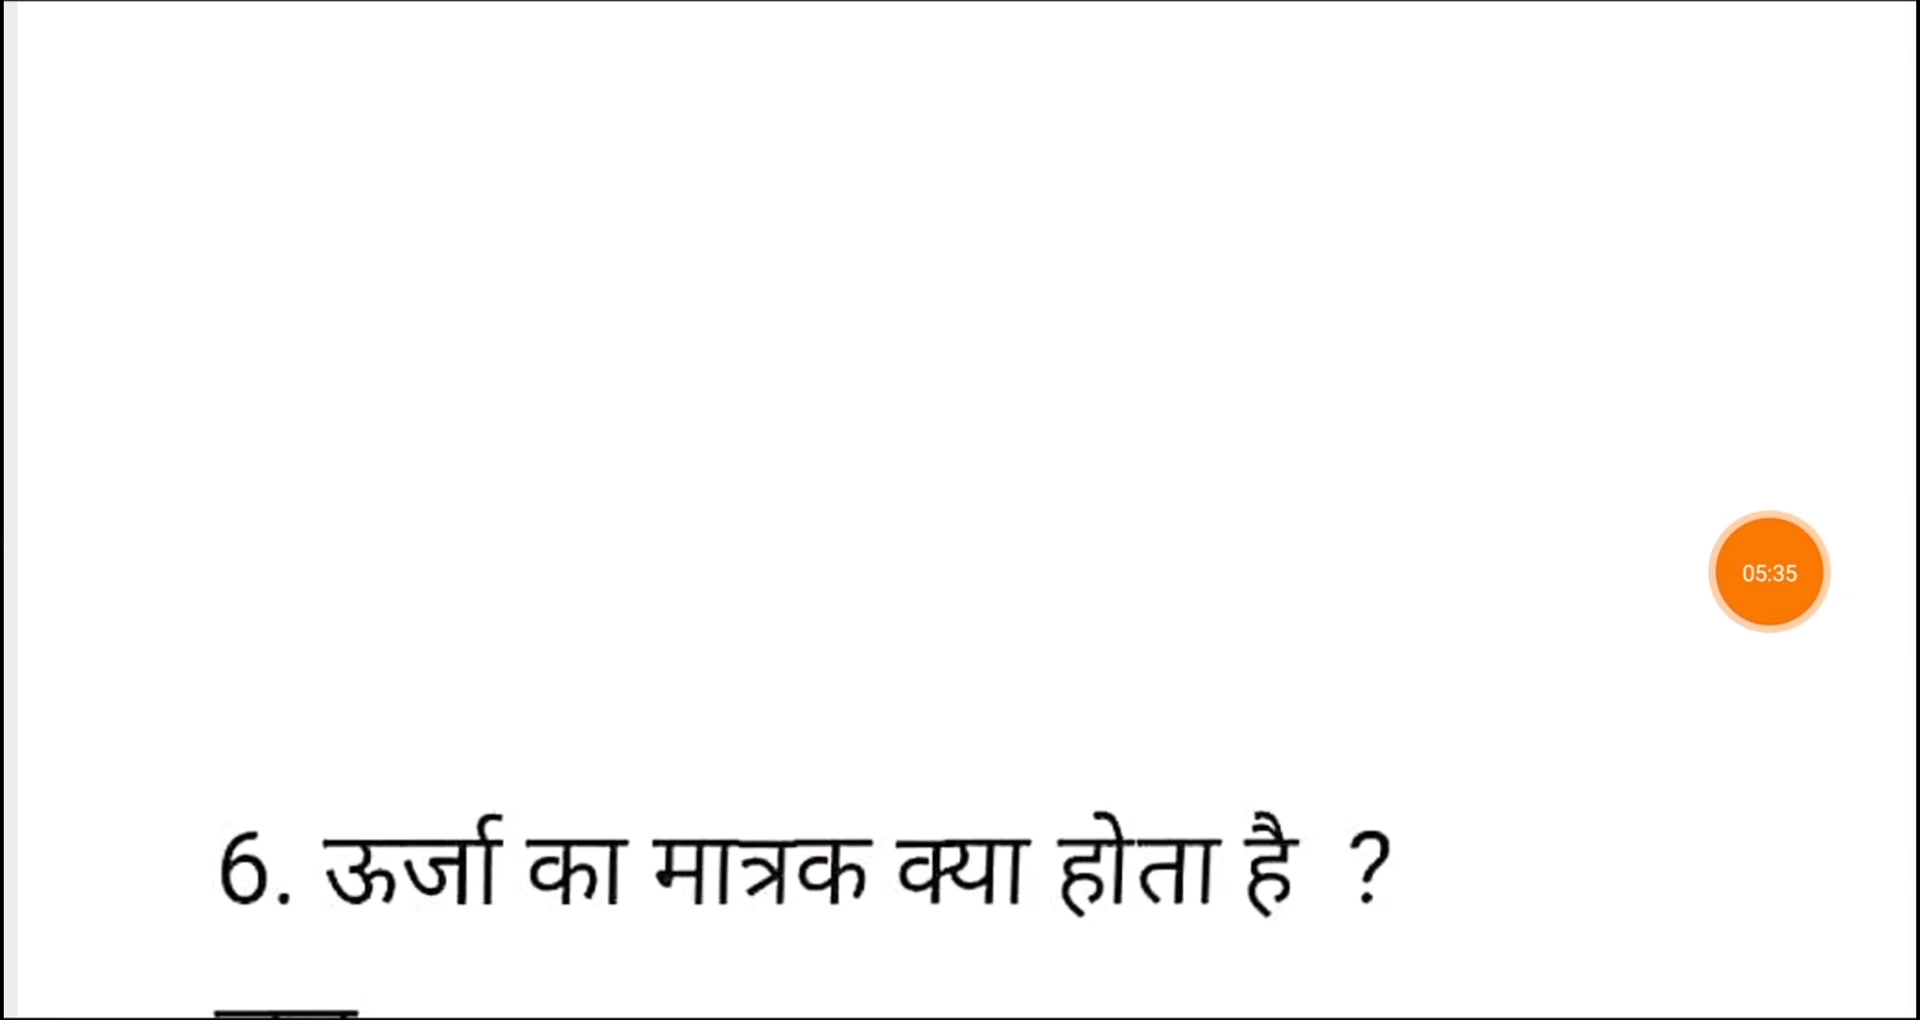 05:35
6. ऊर्जा का मात्रक क्या होता है ?